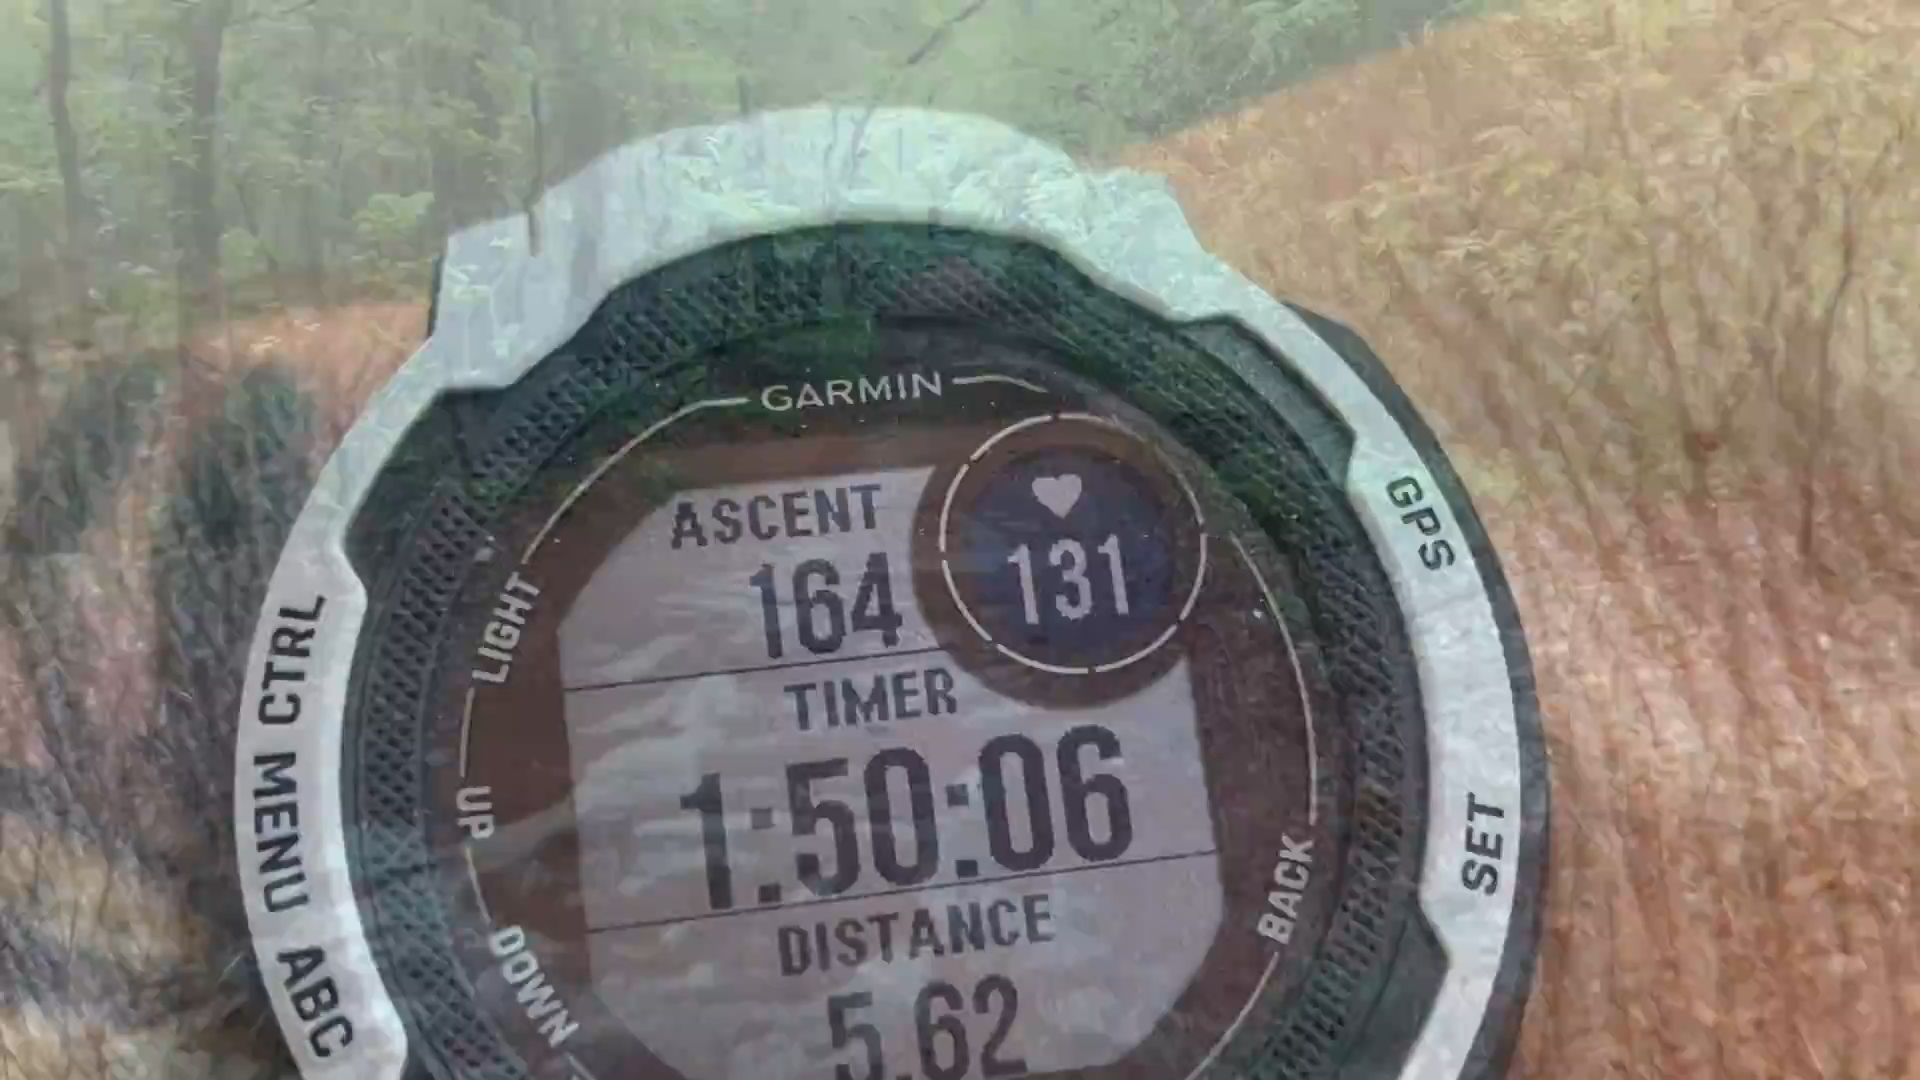 GARMIN
ASCENT
164
131
TIMER
1:50:06
DISTANCE
5.62
LIGHT
UP
DOWN
BACK
CTRL
MENU
ABC
GPS
SET